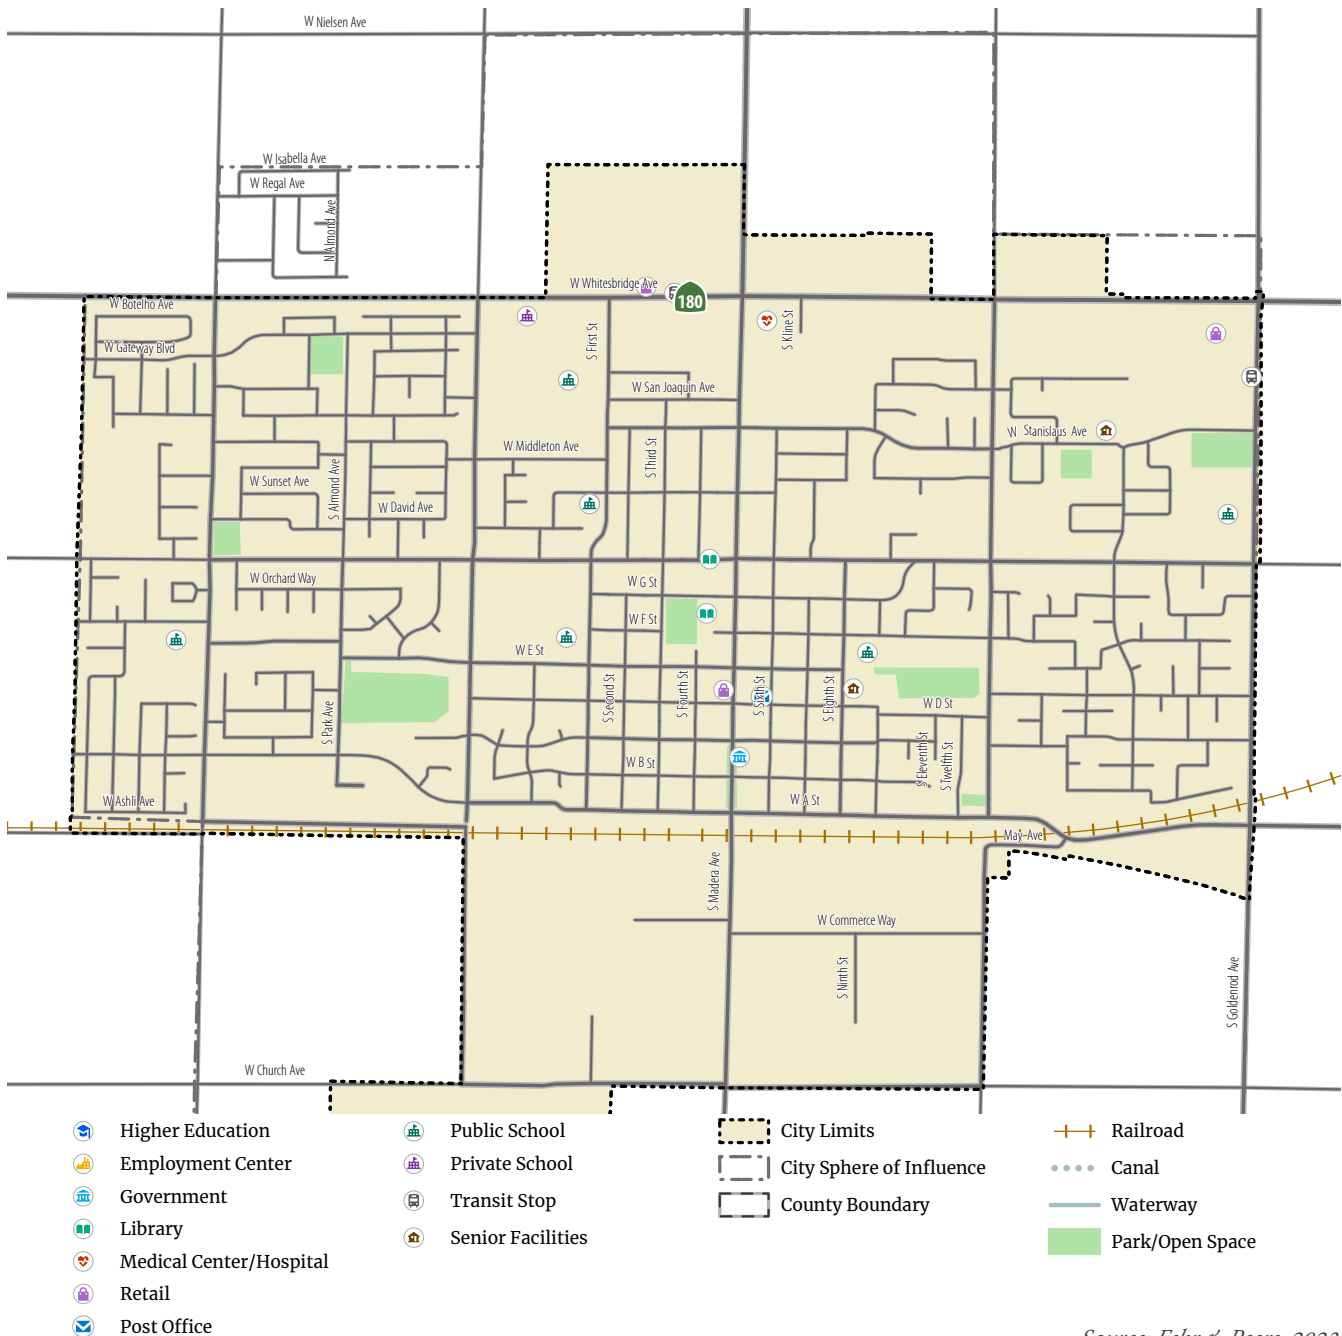 W Nielsen Ave
W Isabella Ave
W Regal Ave
N Almond Ave
W Whitesbridge Ave
180
W Botelho Ave
W Gateway Blvd
S First St
S Kline St
W San Joaquin Ave
W Stanislaus Ave
W Middleton Ave
S Third St
W Sunset Ave
S Almond Ave
W David Ave
W Orchard Way
W G St
W F St
W E St
S Second St
S Fourth St
S Sixth St
S Eighth St
W D St
S Park Ave
W B St
S Eleventh St
S Twelfth St
W Ashli Ave
W A St
May Ave
S Madera Ave
W Commerce Way
S Ninth St
S Goldenrod Ave
W Church Ave
Higher Education
Employment Center
Government
Library
Medical Center/Hospital
Retail
Post Office
Public School
Private School
Transit Stop
Senior Facilities
City Limits
City Sphere of Influence
County Boundary
Railroad
Canal
Waterway
Park/Open Space